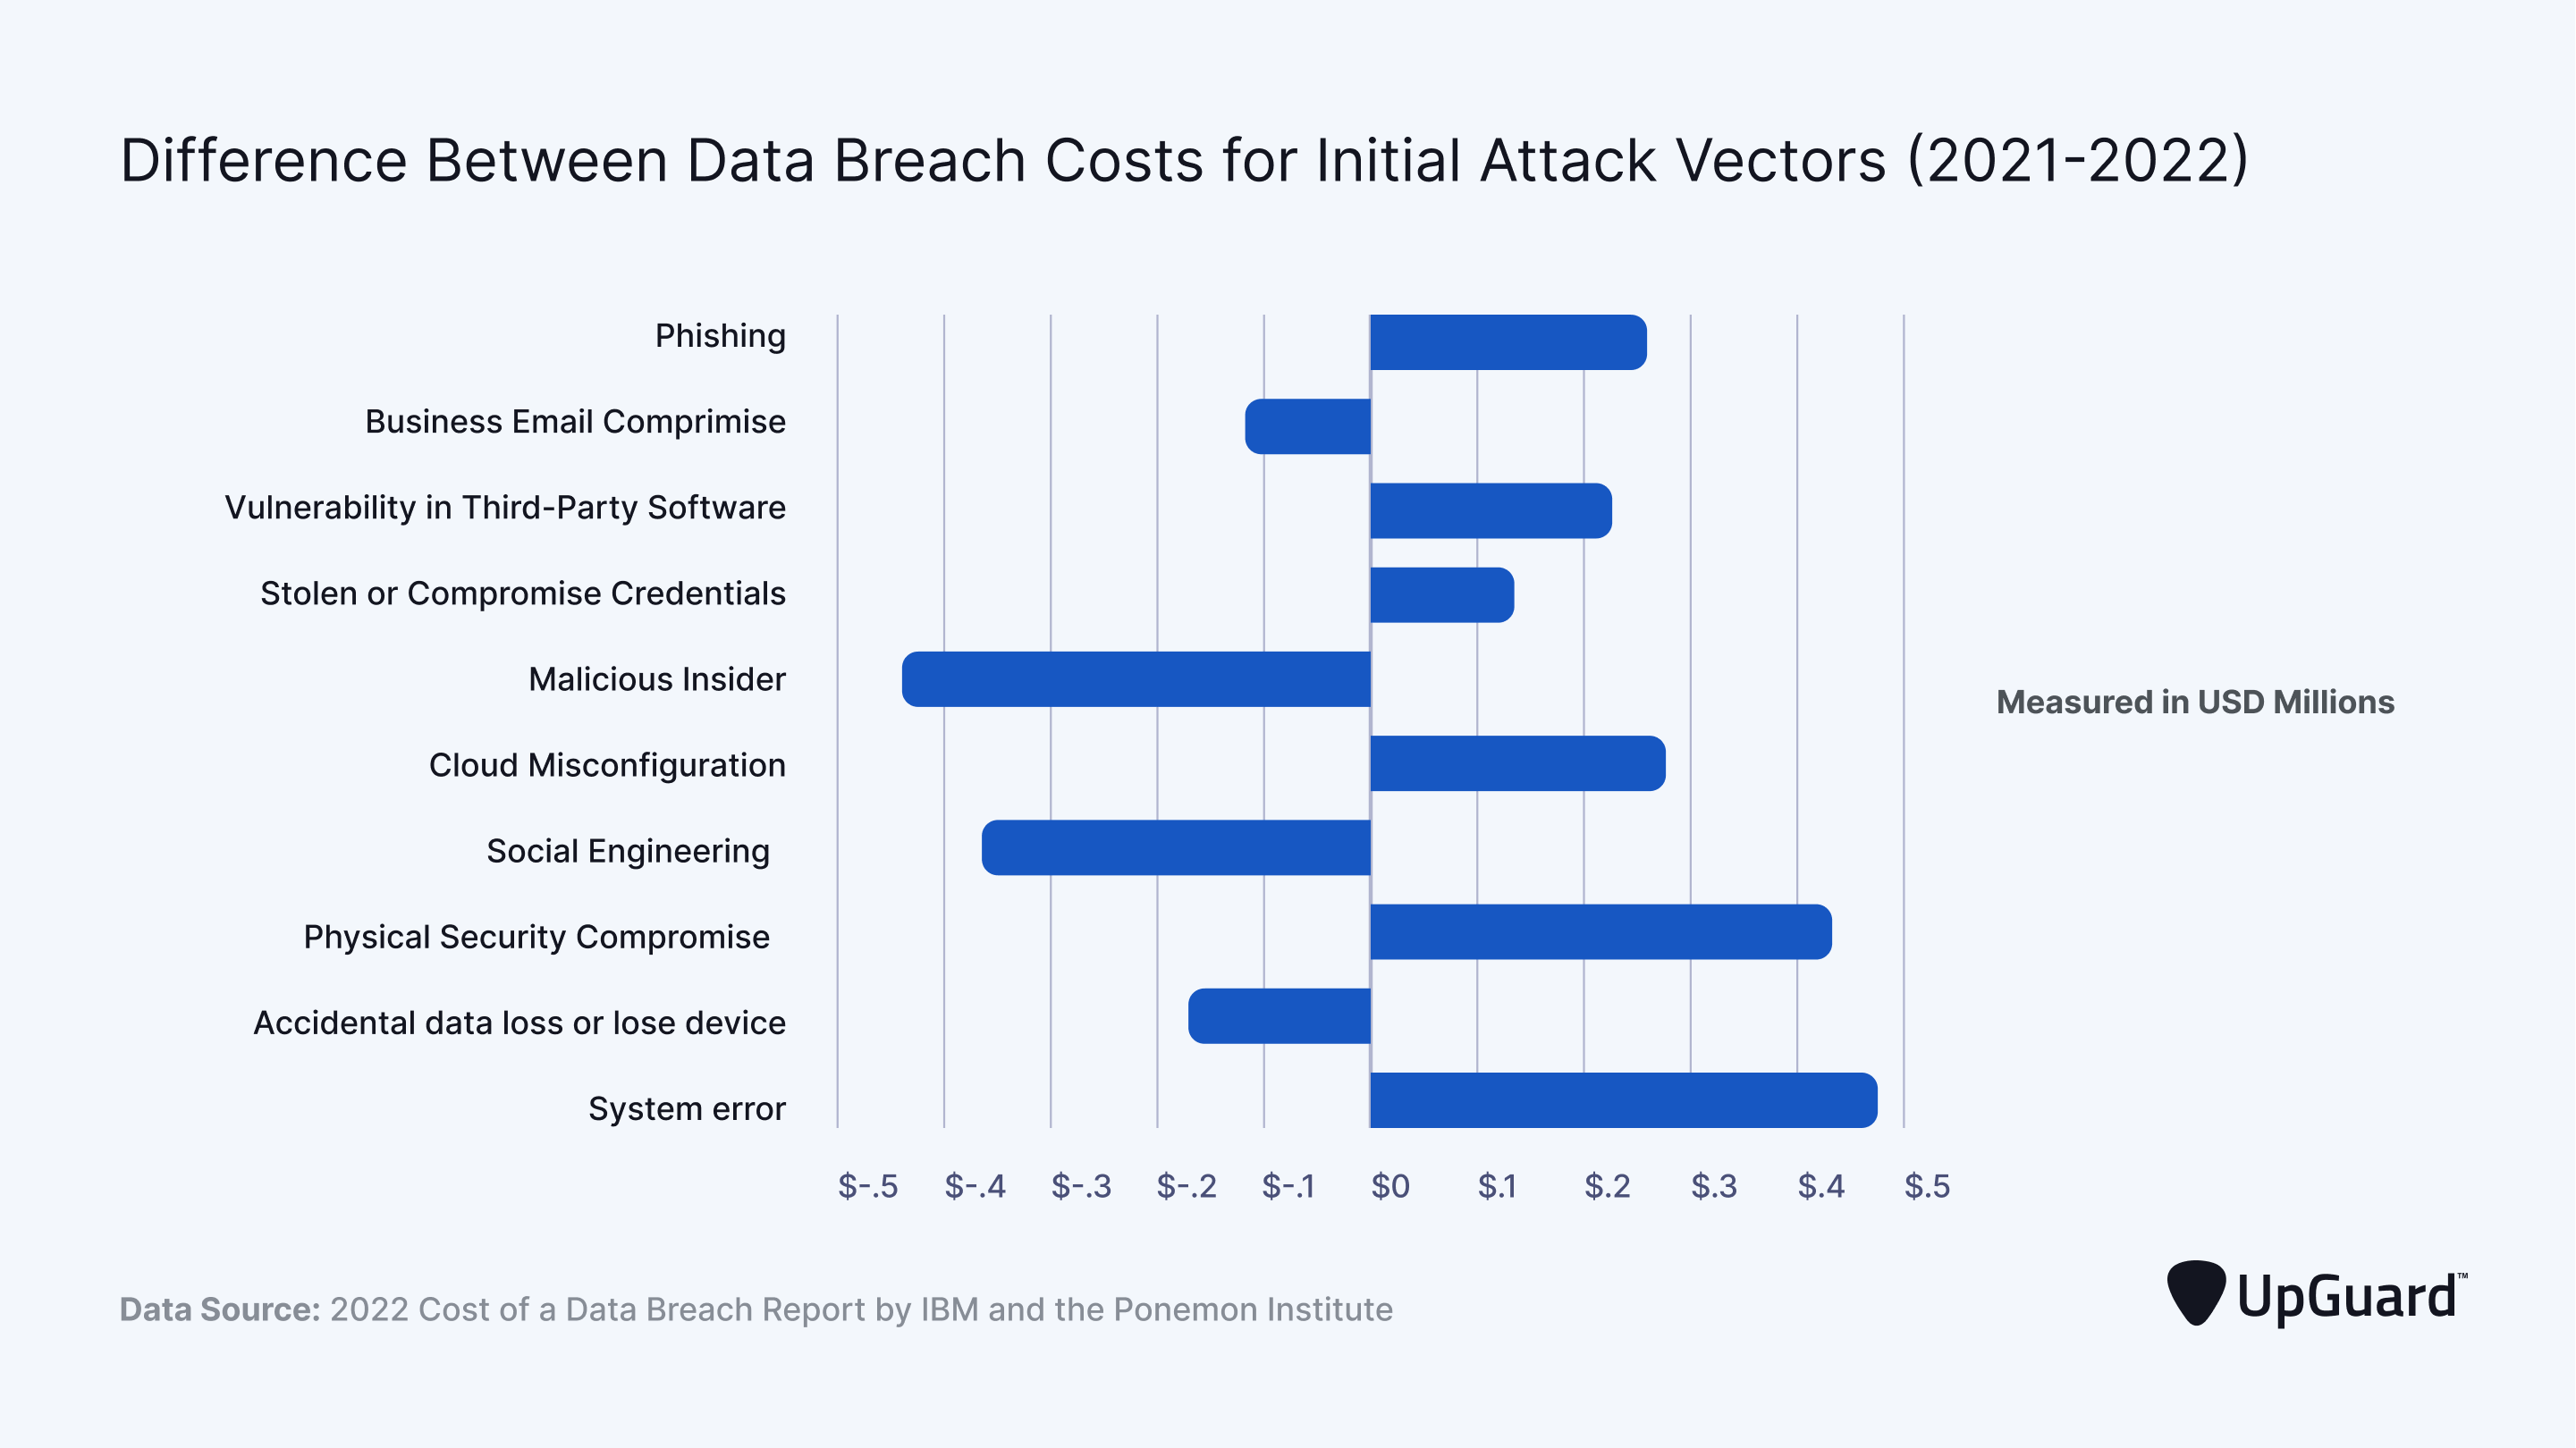 Difference Between Data Breach Costs for Initial Attack Vectors (2021-2022)
Phishing
Business Email Comprimise
Vulnerability in Third-Party Software
Stolen or Compromise Credentials
Malicious Insider
Measured in USD Millions
Cloud Misconfiguration
Social Engineering
Physical Security Compromise
Accidental data loss or lose device
System error
$-.5 $-.4 $-.3 $-.2 $-.1 $0 $.1 $.2 $.3 $.4 $.5
Data Source: 2022 Cost of a Data Breach Report by IBM and the Ponemon Institute
UpGuard™